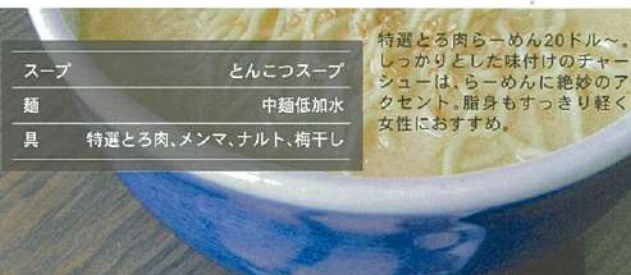 スープ とんこつスープ
麺 中麺低加水
具 特選とろ肉、メンマ、ナルト、梅干し
特選とろ肉らーめん20ドル〜。
しっかりとした味付けのチャー
シューは、らーめんに絶妙のア
クセント。脂身もすっきり軽く
女性におすすめ。